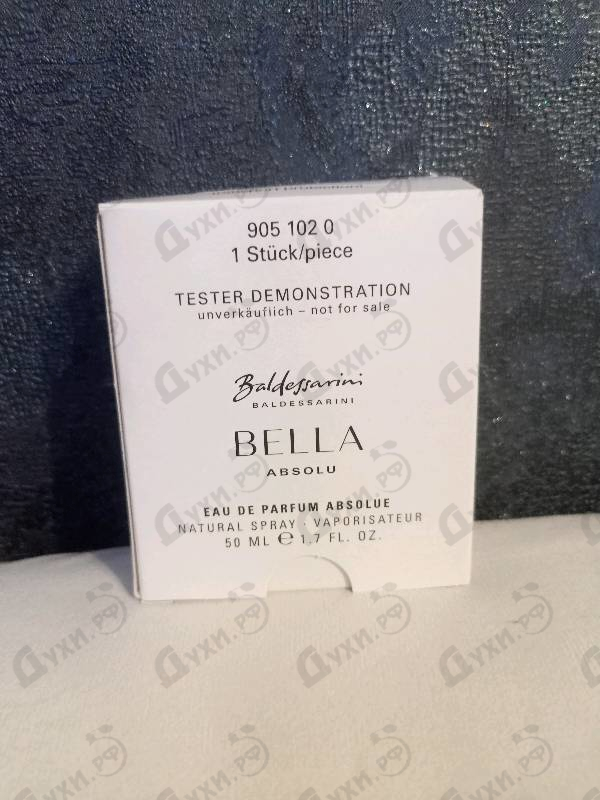 905 102 0
1 Stück/piece
TESTER DEMONSTRATION
unverkäuflich – not for sale
Baldessarini
BALDESSARINI
BELLA
ABSOLU
EAU DE PARFUM ABSOLUE
NATURAL SPRAY · VAPORISATEUR
50 ML ℮ 1.7 FL. OZ.
Духи.рф